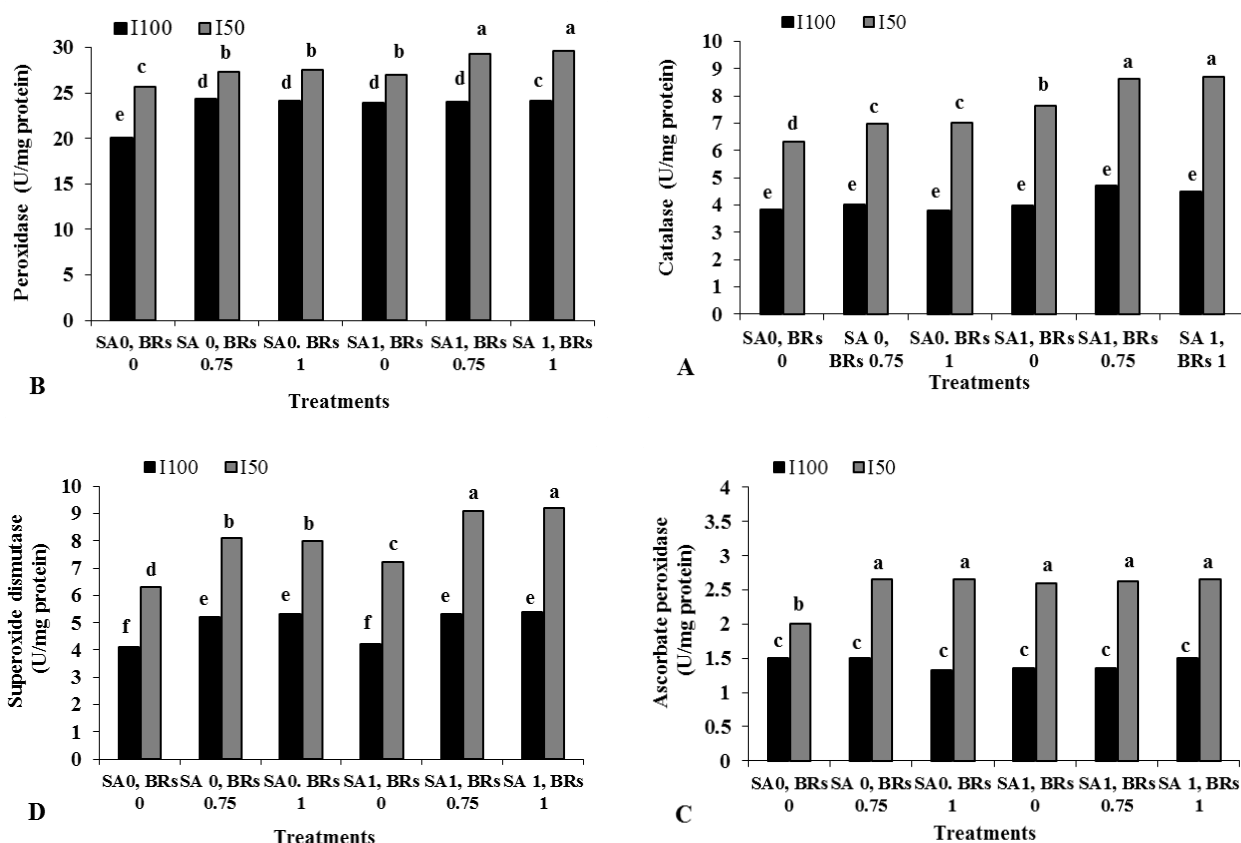 I100 I50
Peroxidase (U/mg protein)
30
25
20
15
10
5
0
e c d b d b d b d a c a
SA0, BRs 0
SA 0, BRs 0.75
SA0. BRs 1
SA1, BRs 0
SA1, BRs 0.75
SA 1, BRs 1
B
Treatments
I100 I50
Catalase (U/mg protein)
10
9
8
7
6
5
4
3
2
1
0
e d e c e c e b e a e a
SA0, BRs 0
SA 0, BRs 0.75
SA0. BRs 1
SA1, BRs 0
SA1, BRs 0.75
SA 1, BRs 1
A
Treatments
I100 I50
Superoxide dismutase
(U/mg protein)
10
9
8
7
6
5
4
3
2
1
0
f d e b e b f c e a e a
SA0, BRs 0
SA 0, BRs 0.75
SA0. BRs 1
SA1, BRs 0
SA1, BRs 0.75
SA 1, BRs 1
D
Treatments
I100 I50
Ascorbate peroxidase
(U/mg protein)
4
3.5
3
2.5
2
1.5
1
0.5
0
c b c a c a c a c a c a
SA0, BRs 0
SA 0, BRs 0.75
SA0. BRs 1
SA1, BRs 0
SA1, BRs 0.75
SA 1, BRs 1
C
Treatments